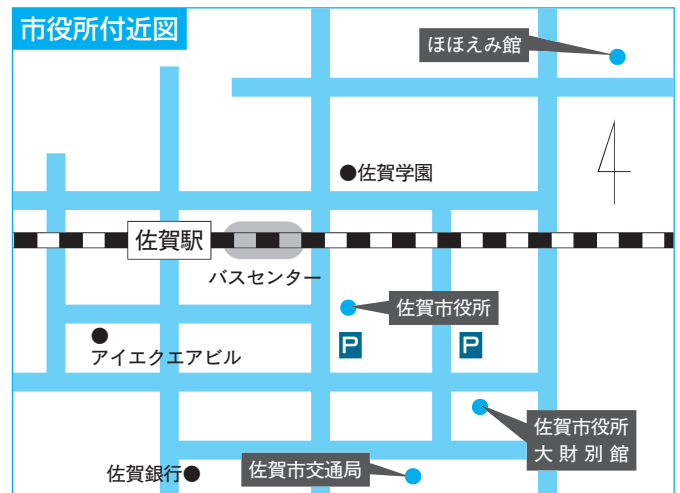 市役所付近図
ほほえみ館
佐賀学園
佐賀駅
バスセンター
佐賀市役所
P
P
アイエクエアビル
佐賀市役所
大財別館
佐賀銀行
佐賀市交通局